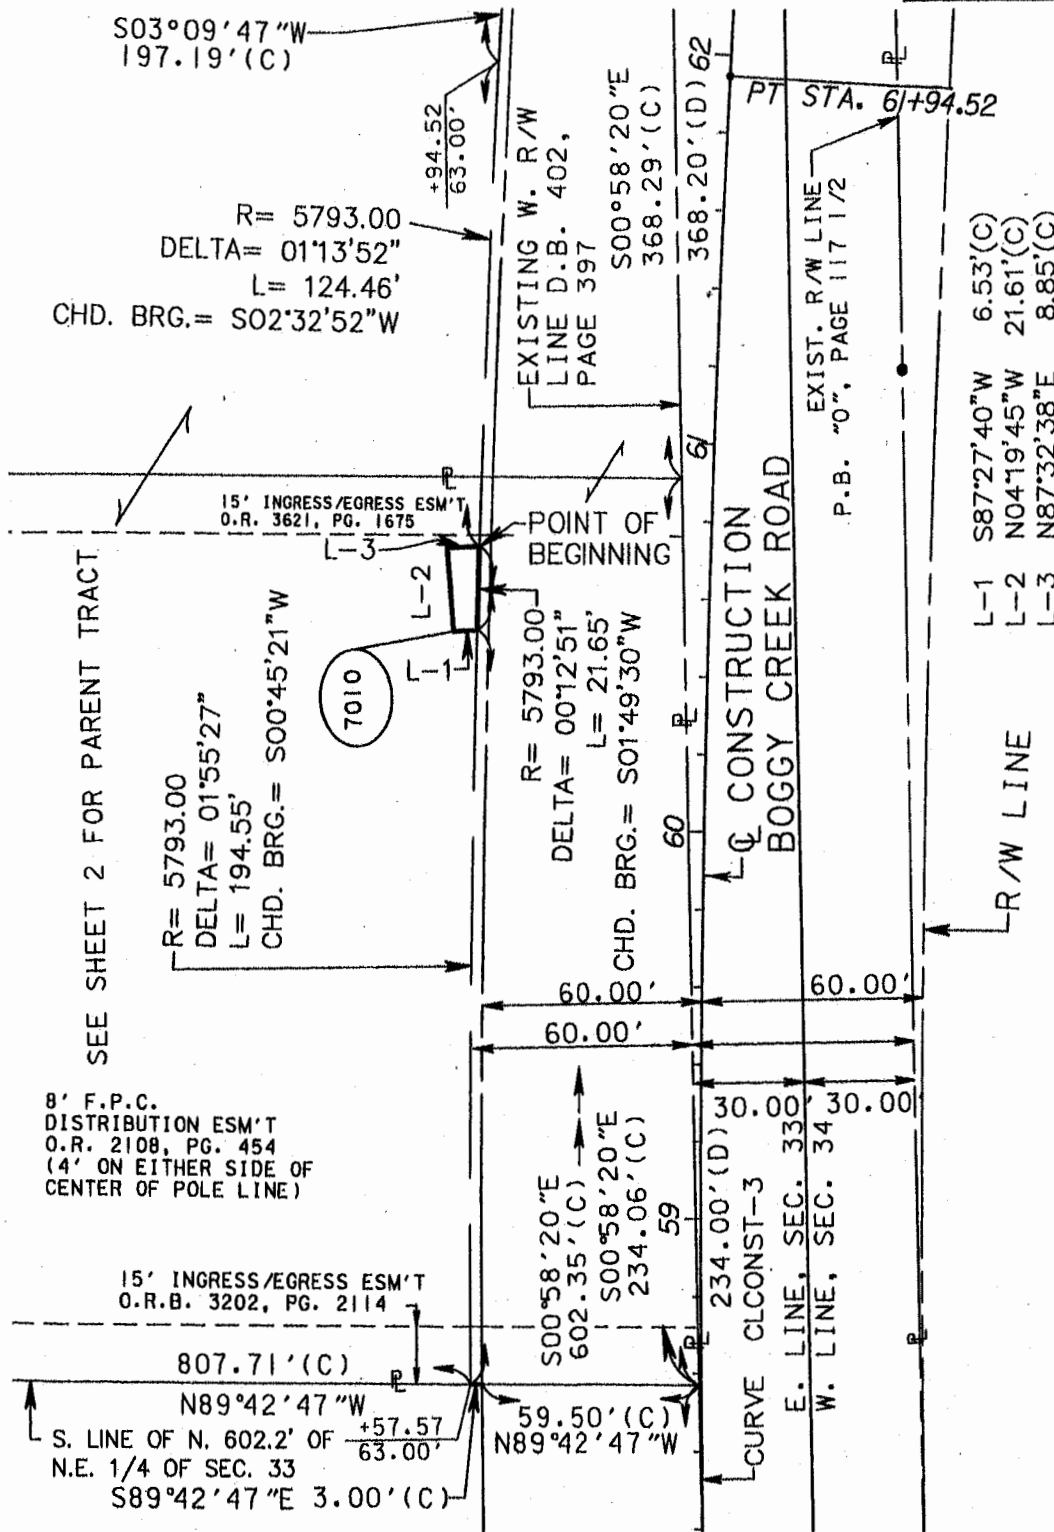 S03°09'47"W
197.19'(C)
+94.52
63.00'
R= 5793.00
DELTA= 01°13'52"
L= 124.46'
CHD. BRG.= S02°32'52"W
EXISTING W. R/W
LINE D.B. 402,
PAGE 397
S00°58'20"E
368.29'(C)
368.20'(D)
62
PT STA. 61+94.52
EXIST. R/W LINE
P.B. "O", PAGE 117 1/2
L-1 S87°27'40"W 6.53'(C)
L-2 N04°19'45"W 21.61'(C)
L-3 N87°32'38"E 8.85'(C)
61
PL
PL
15' INGRESS/EGRESS ESM'T
O.R. 3621, PG. 1675
POINT OF
BEGINNING
L-3
L-2
L-1
7010
SEE SHEET 2 FOR PARENT TRACT
R= 5793.00
DELTA= 01°55'27"
L= 194.55'
CHD. BRG.= S00°45'21"W
R= 5793.00
DELTA= 00°12'51"
L= 21.65'
CHD. BRG.= S01°49'30"W
PL
60
CL CONSTRUCTION
BOGGY CREEK ROAD
R/W LINE
60.00'
60.00'
60.00'
30.00'
30.00'
8' F.P.C.
DISTRIBUTION ESM'T
O.R. 2108, PG. 454
(4' ON EITHER SIDE OF
CENTER OF POLE LINE)
S00°58'20"E
602.35'(C)
S00°58'20"E
234.06'(C)
59
234.00'(D)
CURVE CLCONST-3
E. LINE, SEC. 33
W. LINE, SEC. 34
PL
PL
15' INGRESS/EGRESS ESM'T
O.R.B. 3202, PG. 2114
807.71'(C)
PL
N89°42'47"W
59.50'(C)
N89°42'47"W
+57.57
63.00'
S. LINE OF N. 602.2' OF
N.E. 1/4 OF SEC. 33
S89°42'47"E 3.00'(C)